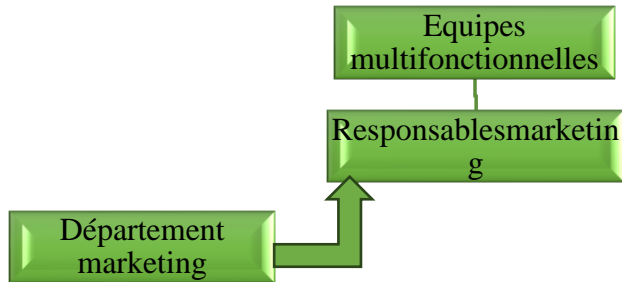 Equipes
multifonctionnelles
Responsablesmarketin
g
Département
marketing